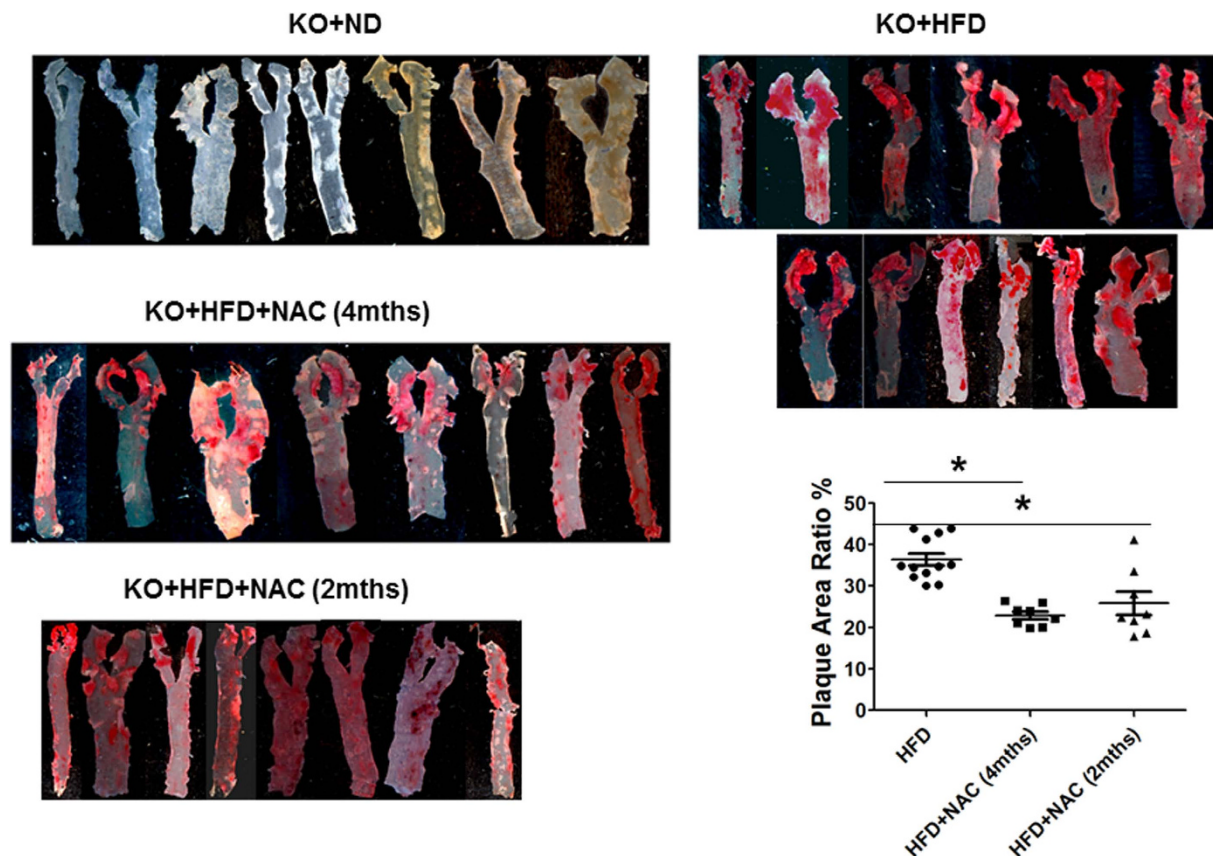 KO+ND
KO+HFD
KO+HFD+NAC (4mths)
KO+HFD+NAC (2mths)
*
*
Plaque Area Ratio %
50
40
30
20
10
0
HFD
HFD+NAC (4mths)
HFD+NAC (2mths)